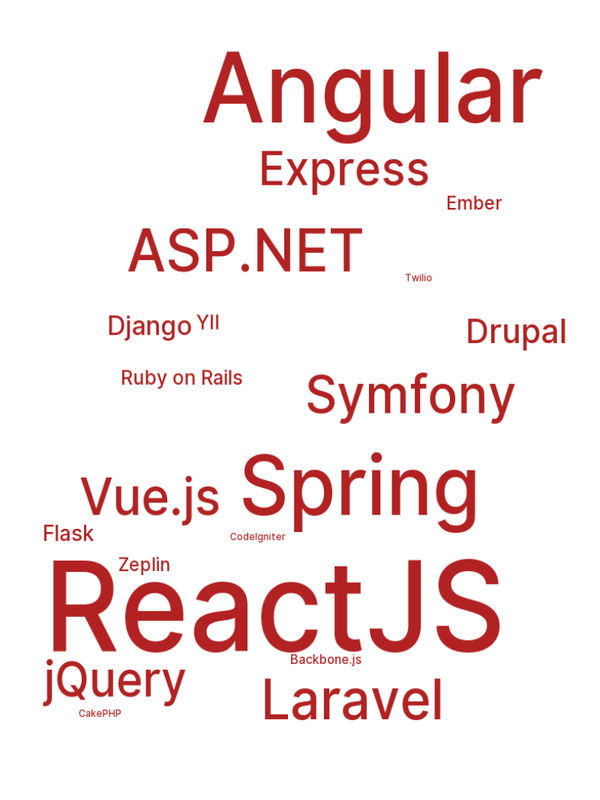 Angular
Express
Ember
ASP.NET
Twilio
Django YII
Drupal
Ruby on Rails
Symfony
Vue.js Spring
Flask
CodeIgniter
Zeplin
ReactJS
Backbone.js
jQuery
Laravel
CakePHP